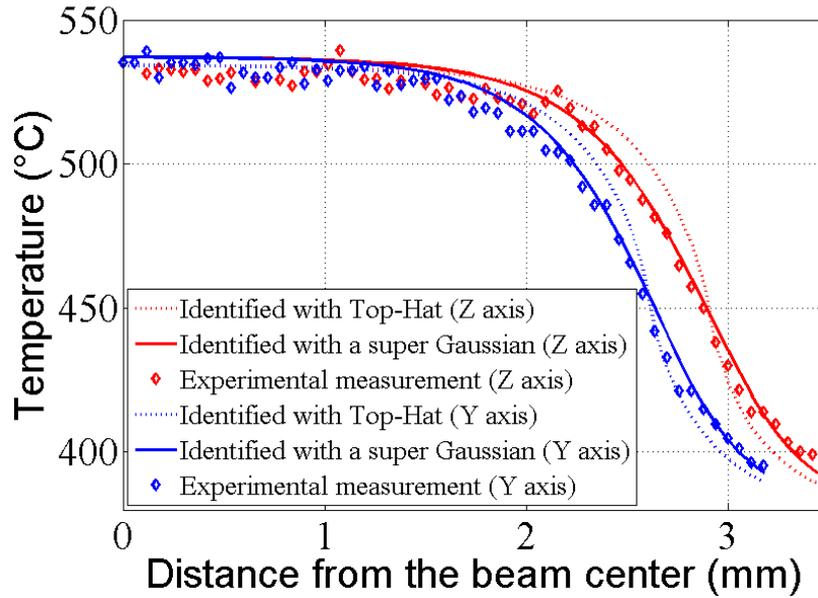 550
500
450
400
Temperature (°C)
Identified with Top-Hat (Z axis)
Identified with a super Gaussian (Z axis)
Experimental measurement (Z axis)
Identified with Top-Hat (Y axis)
Identified with a super Gaussian (Y axis)
Experimental measurement (Y axis)
0 1 2 3
Distance from the beam center (mm)